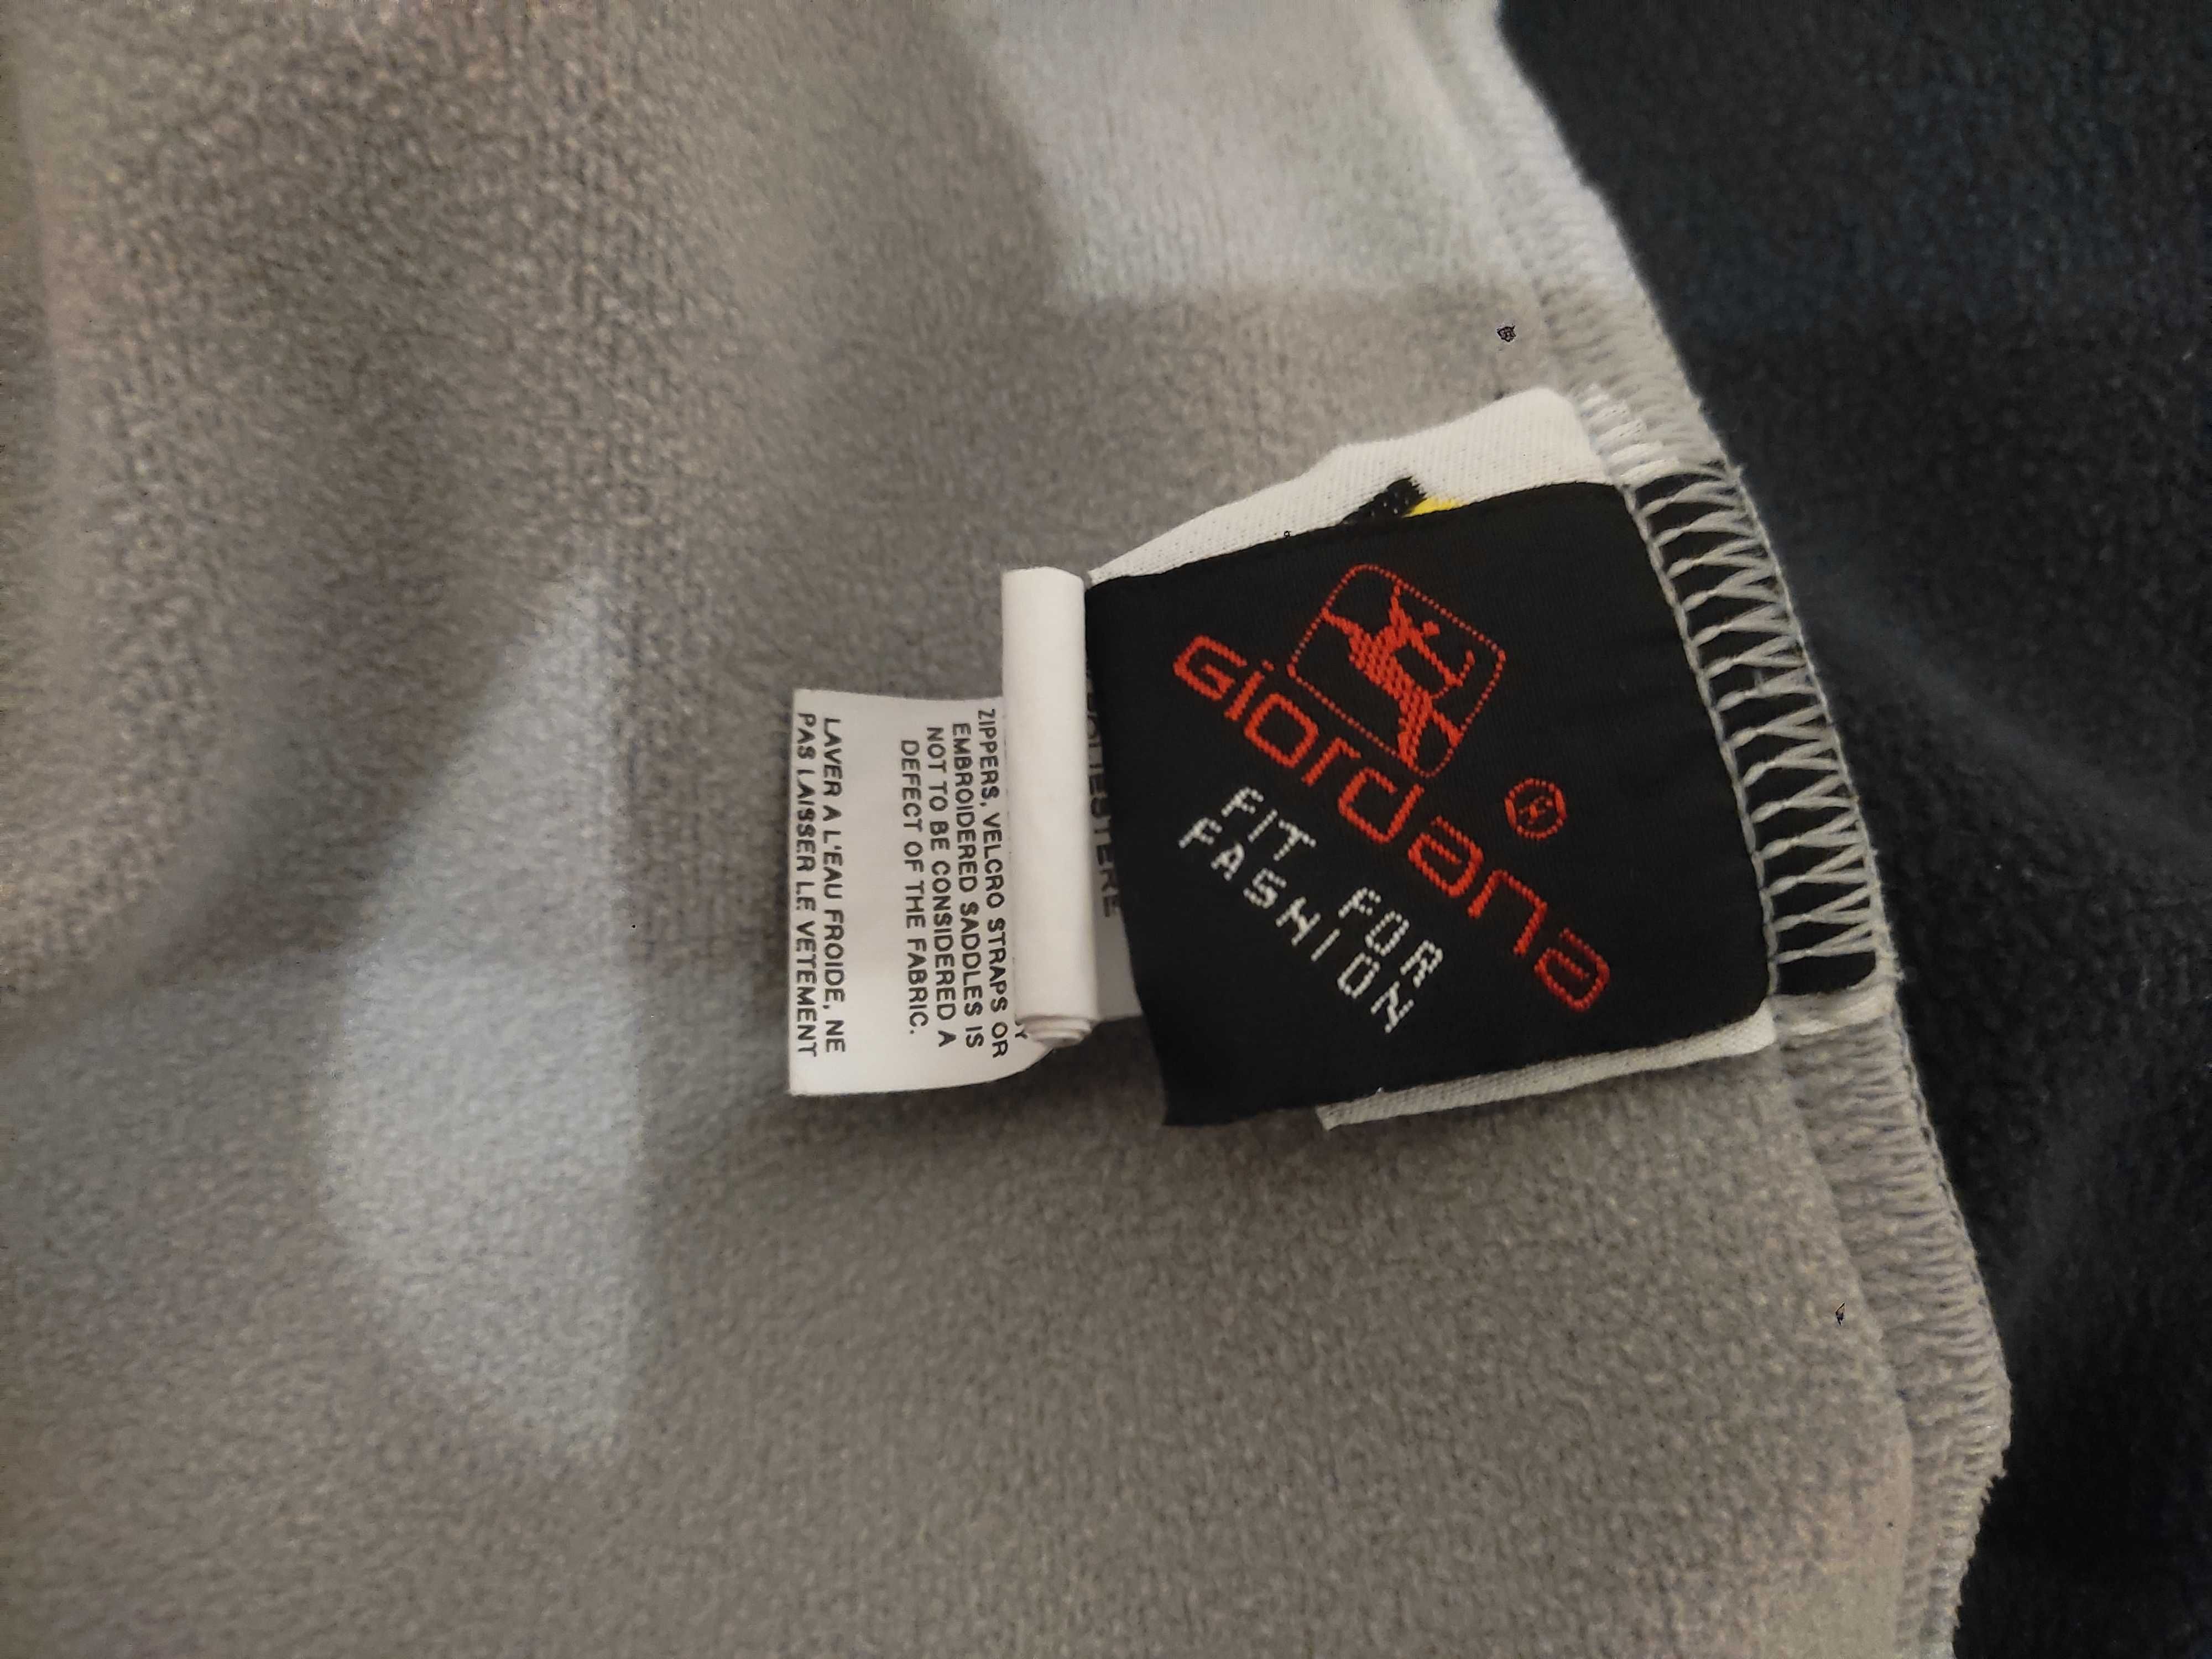 Giordana
®
FIT FOR
FASHION
ZIPPERS, VELCRO STRAPS OR
EMBROIDERED SADDLES IS
NOT TO BE CONSIDERED A
DEFECT OF THE FABRIC.
LAVER A L'EAU FROIDE, NE
PAS LAISSER LE VETEMENT